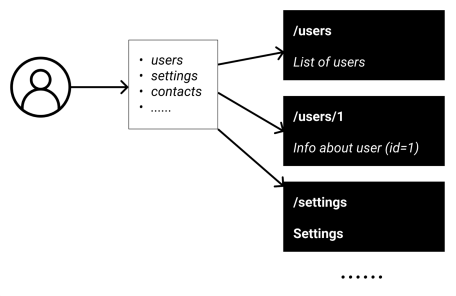 • users
• settings
• contacts
• ......
/users
List of users
/users/1
Info about user (id=1)
/settings
Settings
......